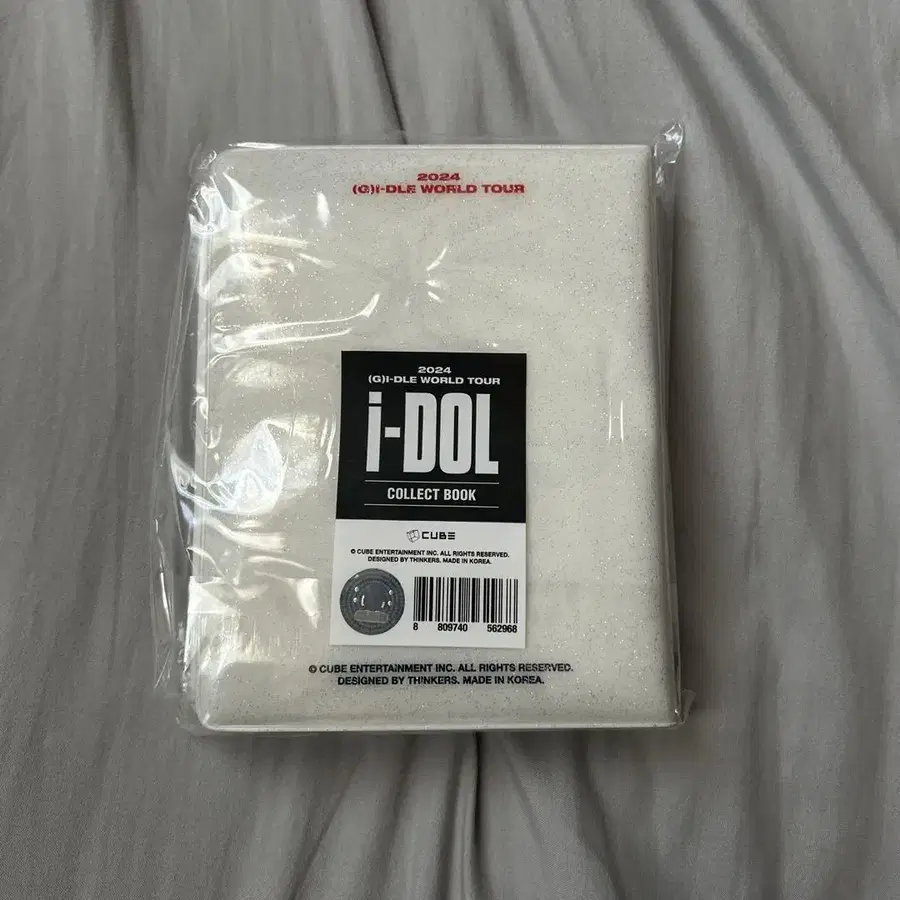 2024
(G)I-DLE WORLD TOUR
2024
(G)I-DLE WORLD TOUR
i-DOL
COLLECT BOOK
CUBE
© CUBE ENTERTAINMENT INC. ALL RIGHTS RESERVED.
DESIGNED BY THINKERS. MADE IN KOREA.
8 809740 562968
© CUBE ENTERTAINMENT INC. ALL RIGHTS RESERVED.
DESIGNED BY THINKERS. MADE IN KOREA.